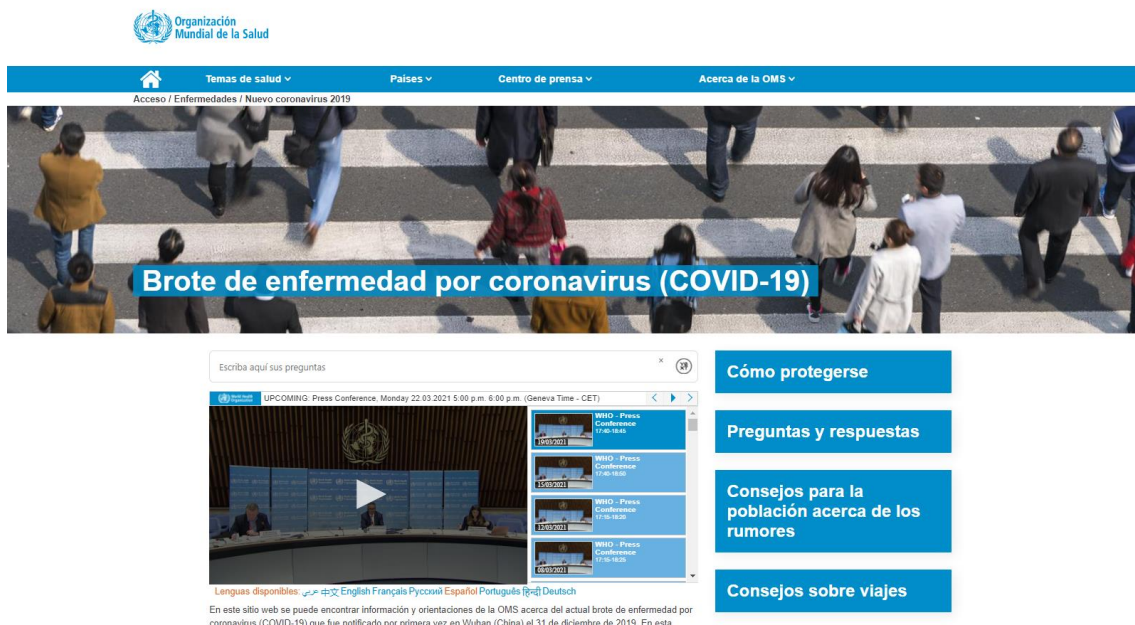 Organización
Mundial de la Salud
Temas de salud
Países
Centro de prensa
Acerca de la OMS
Acceso / Enfermedades / Nuevo coronavirus 2019
Brote de enfermedad por coronavirus (COVID-19)
Escriba aquí sus preguntas
World Health
Organization
UPCOMING: Press Conference, Monday 22.03.2021 5:00 p.m. 6:00 p.m. (Geneva Time - CET)
WHO - Press
Conference
17:40-18:45
19/03/2021
WHO - Press
Conference
15/03/2021
WHO - Press
Conference
12/03/2021
WHO - Press
Conference
08/03/2021
Lenguas disponibles: عربي 中文 English Français Русский Español Português हिन्दी Deutsch
En este sitio web se puede encontrar información y orientaciones de la OMS acerca del actual brote de enfermedad por
coronavirus (COVID-19) que fue notificado por primera vez en Wuhan (China) el 31 de diciembre de 2019. En esta
Cómo protegerse
Preguntas y respuestas
Consejos para la
población acerca de los
rumores
Consejos sobre viajes